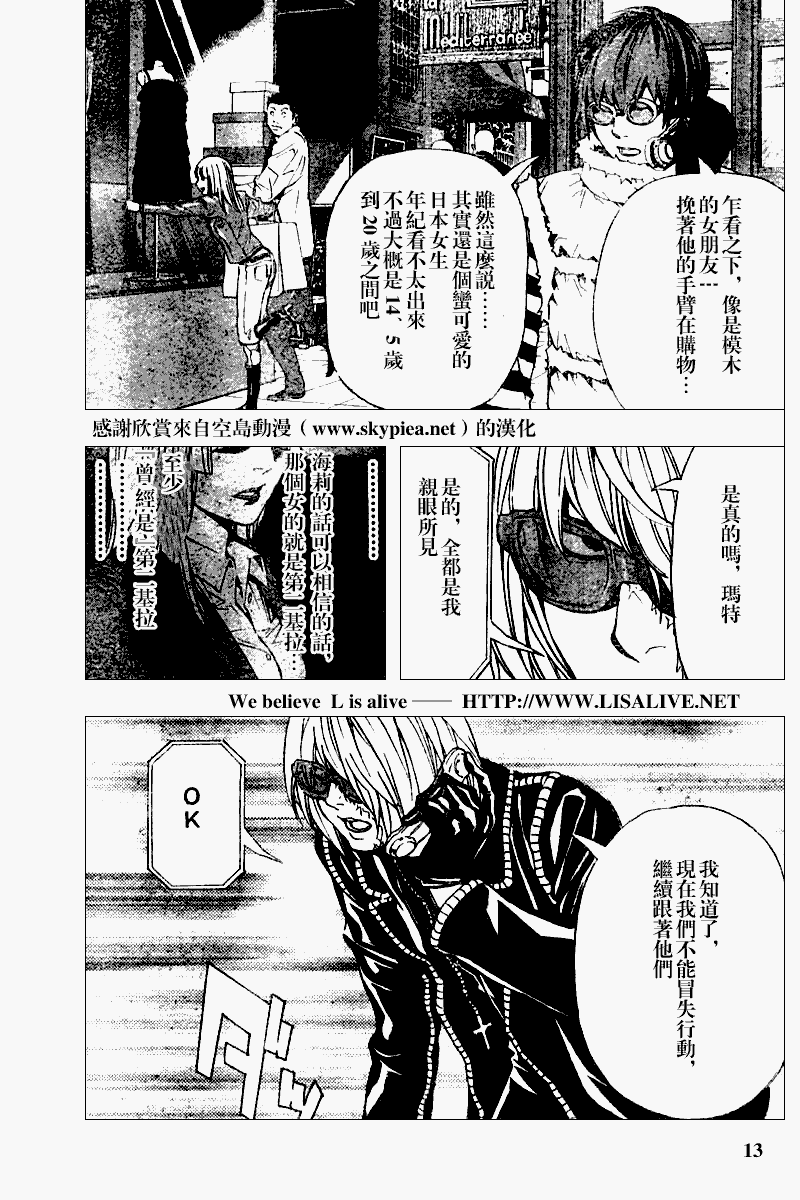 la
mui
mediterranee
乍看之下，像是模木
的女朋友…
挽著他的手臂在購物…
雖然這麼說……
其實還是個蠻可愛的
日本女生
年紀看不太出來
不過大概是 14、5 歲
到 20 歲之間吧
感謝欣賞來自空島動漫（www.skypiea.net）的漢化
是真的嗎，瑪特
是的，全都是我
親眼所見
…………
海莉的話可以相信的話，
那個女的就是第二基拉…
至少
「曾·經·是」第二基拉
…………
We believe L is alive —— HTTP://WWW.LISALIVE.NET
我知道了，
現在我們不能冒失行動，
繼續跟著他們
OK
ダッ
13